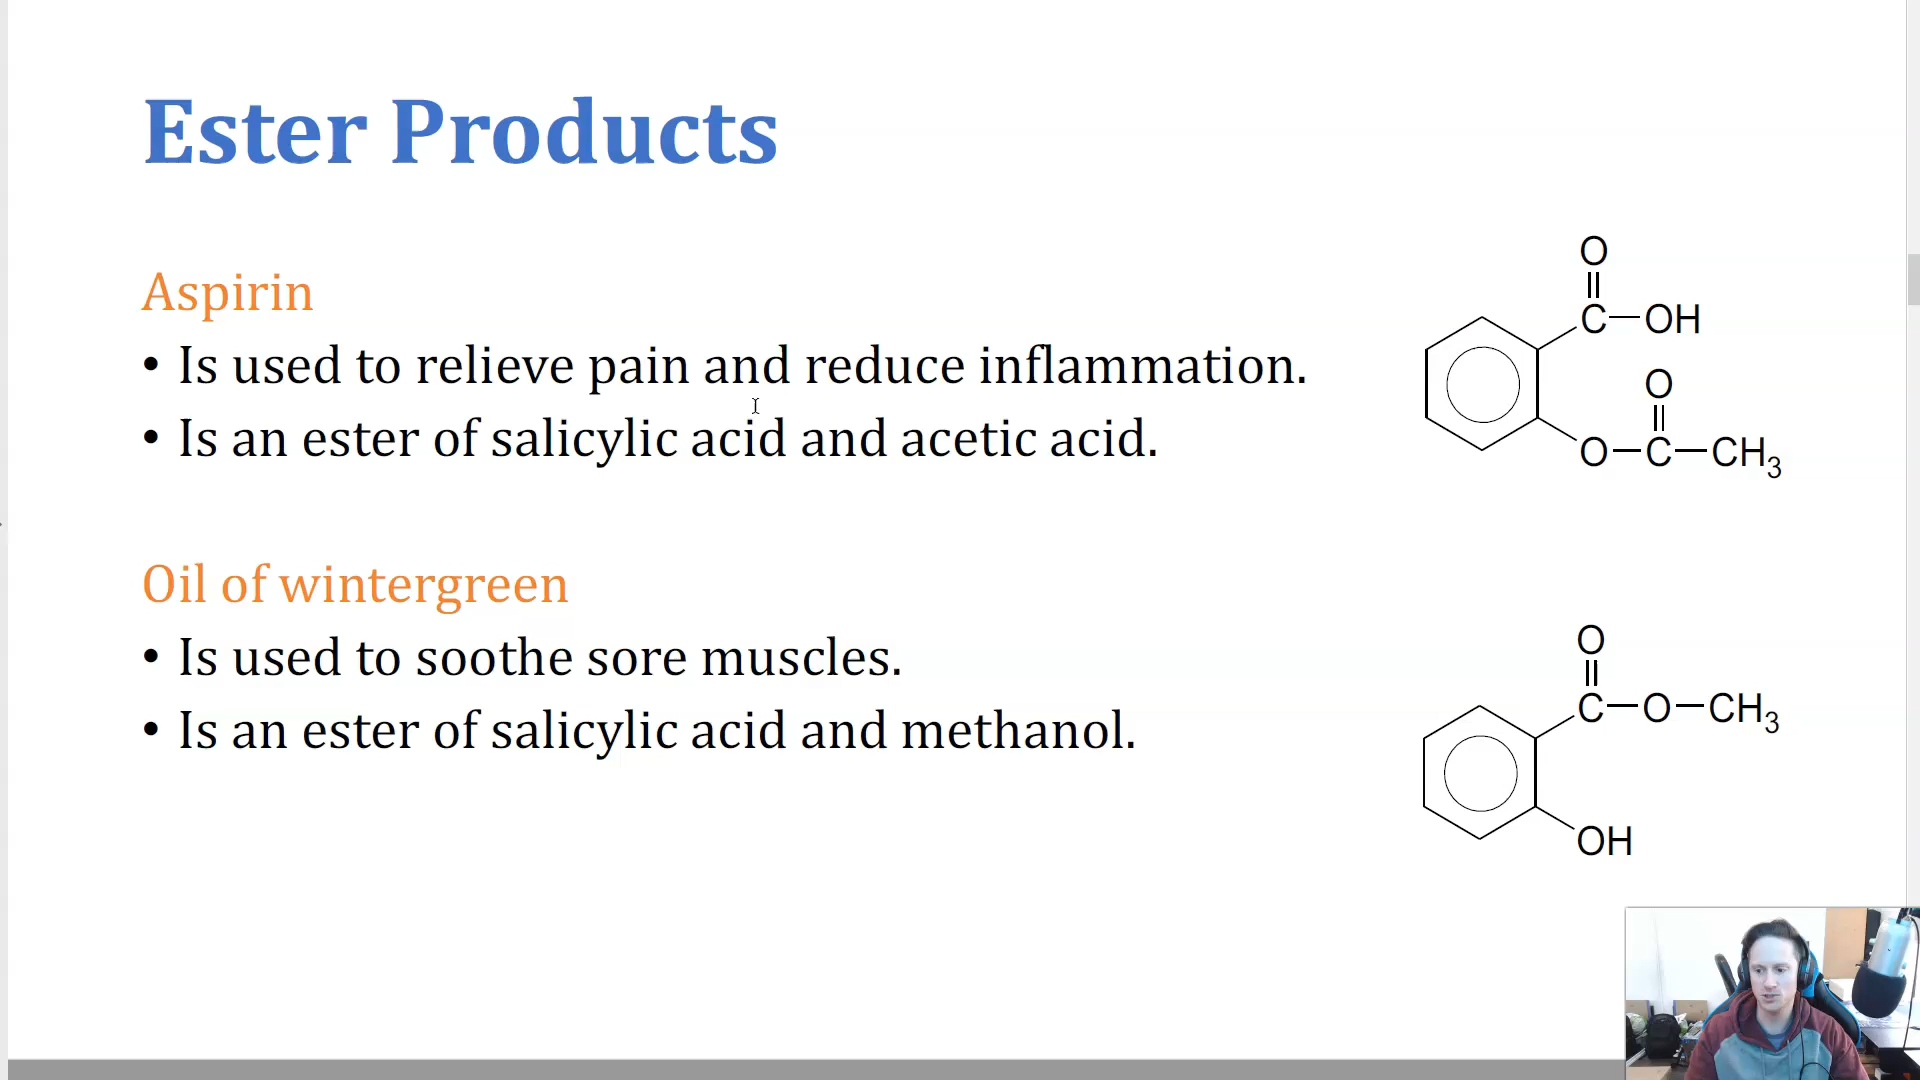 Ester Products
Aspirin
• Is used to relieve pain and reduce inflammation.
• Is an ester of salicylic acid and acetic acid.
O
C—OH
O
O—C—CH₃
Oil of wintergreen
• Is used to soothe sore muscles.
• Is an ester of salicylic acid and methanol.
O
C—O—CH₃
OH